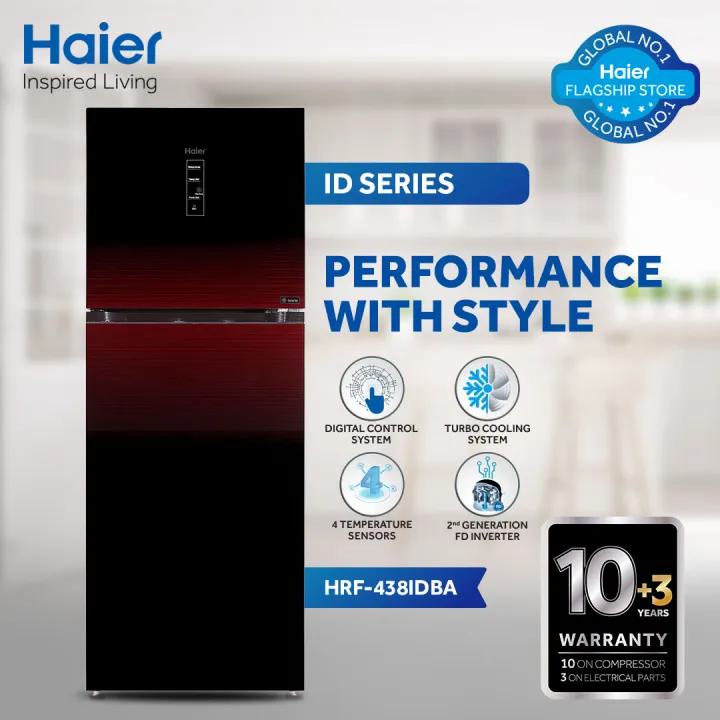 Haier
Inspired Living
GLOBAL NO.1
Haier
FLAGSHIP STORE
GLOBAL NO.1
Haier
ID SERIES
PERFORMANCE
WITH STYLE
DIGITAL CONTROL
SYSTEM
TURBO COOLING
SYSTEM
4
4 TEMPERATURE
SENSORS
2nd GENERATION
FD INVERTER
HRF-438IDBA
10+3
YEARS
WARRANTY
10 ON COMPRESSOR
3 ON ELECTRICAL PARTS